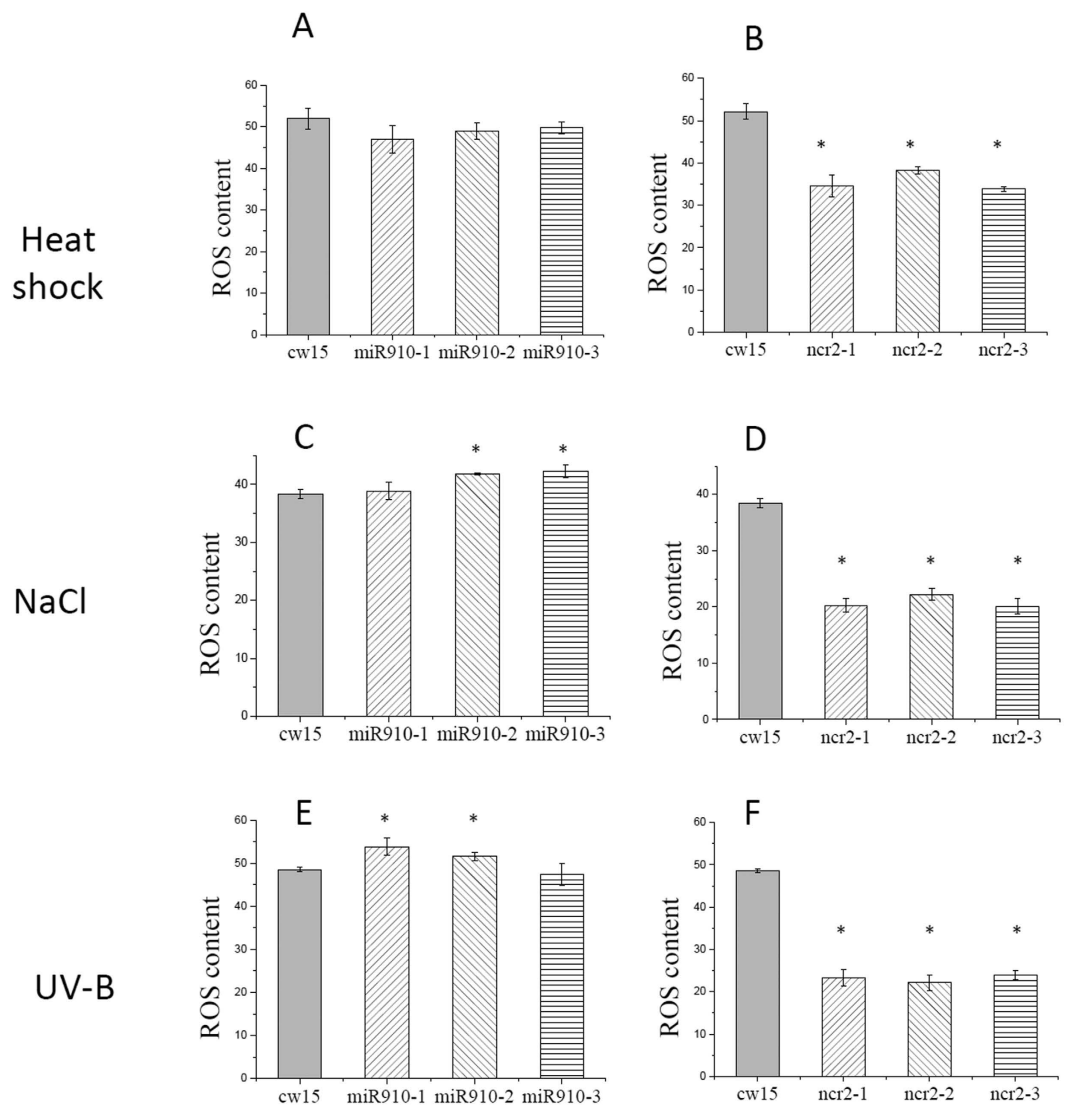 A
B
Heat
shock
ROS content
60
50
40
30
20
10
0
cw15 miR910-1 miR910-2 miR910-3
ROS content
60
50
40
30
20
10
0
* * *
cw15 ncr2-1 ncr2-2 ncr2-3
C
D
NaCl
ROS content
40
30
20
10
0
* *
cw15 miR910-1 miR910-2 miR910-3
ROS content
40
30
20
10
0
* * *
cw15 ncr2-1 ncr2-2 ncr2-3
E
F
UV-B
ROS content
60
50
40
30
20
10
0
* *
cw15 miR910-1 miR910-2 miR910-3
ROS content
60
50
40
30
20
10
0
* * *
cw15 ncr2-1 ncr2-2 ncr2-3